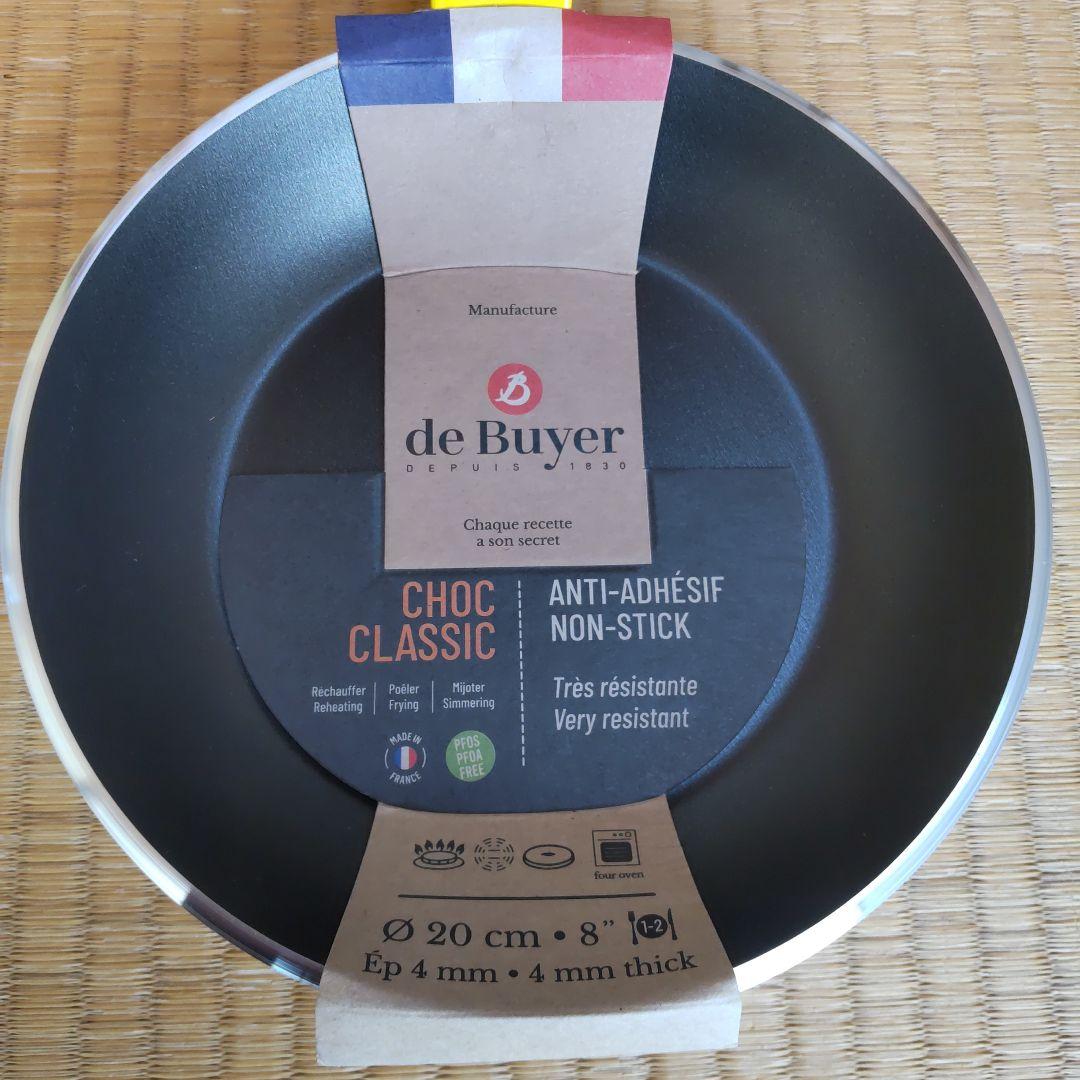 Manufacture
B
de Buyer
DEPUIS 1830
Chaque recette
a son secret
CHOC
CLASSIC
Réchauffer
Reheating
Poêler
Frying
Mijoter
Simmering
MADE IN
FRANCE
PFOS
PFOA
FREE
ANTI-ADHÉSIF
NON-STICK
Très résistante
Very resistant
four oven
Ø 20 cm • 8” 1-2
Ép 4 mm • 4 mm thick